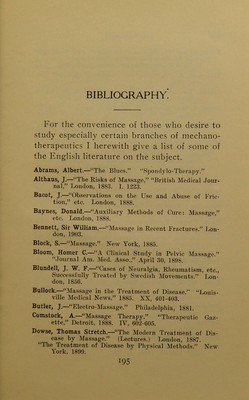 BIBLIOGRAPHY.
For the convenience of those who desire to
study especially certain branches of mechano-
therapeutics I herewith give a list of some of
the English literature on the subject.
Abrams, Albert.—"The Blues." "Spondylo-Therapy."
Althaus, J.—"The Risks of Massage." "British Medical Jour-
nal," London, 1883. I. 1223.
Bacot, J.—"Observations on the Use and Abuse of Fric-
tion," etc. London, 1888.
Baynes, Donald—"Auxiliary Methods of Cure: Massage,"
etc. London, 1888.
Bennett, Sir William—"Massage in Recent Fractures." Lon-
don, 1903.
Block, S.—"Massage." New York, 1885.
Bloom, Homer C.—"A Clinical Study in Pelvic Massage."
"Journal Am. Med. Asso.," April 30, 1898.
Blundell, J. W. F.—"Cases of Neuralgia, Rheumatism, etc.,
Successfully Treated by Swedish Movements." Lon-
don, 1856.
Bullock.—"Massage in the Treatment of Disease." "Louis-
ville Medical News," 1885. XX, 401-403.
Butler, J.—"Electro-Massage." Philadelphia, 1881.
Comstock, A.—"Massage Therapy." "Therapeutic Gaz-
ette," Detroit, 1888. IV, 602-605.
Dowse, Thomas Stretch.—"The Modern Treatment of Dis-
ease by Massage." (Lectures.) London, 1887.
"The Treatment of Disease by Physical Methods." New
York, 1899.
195